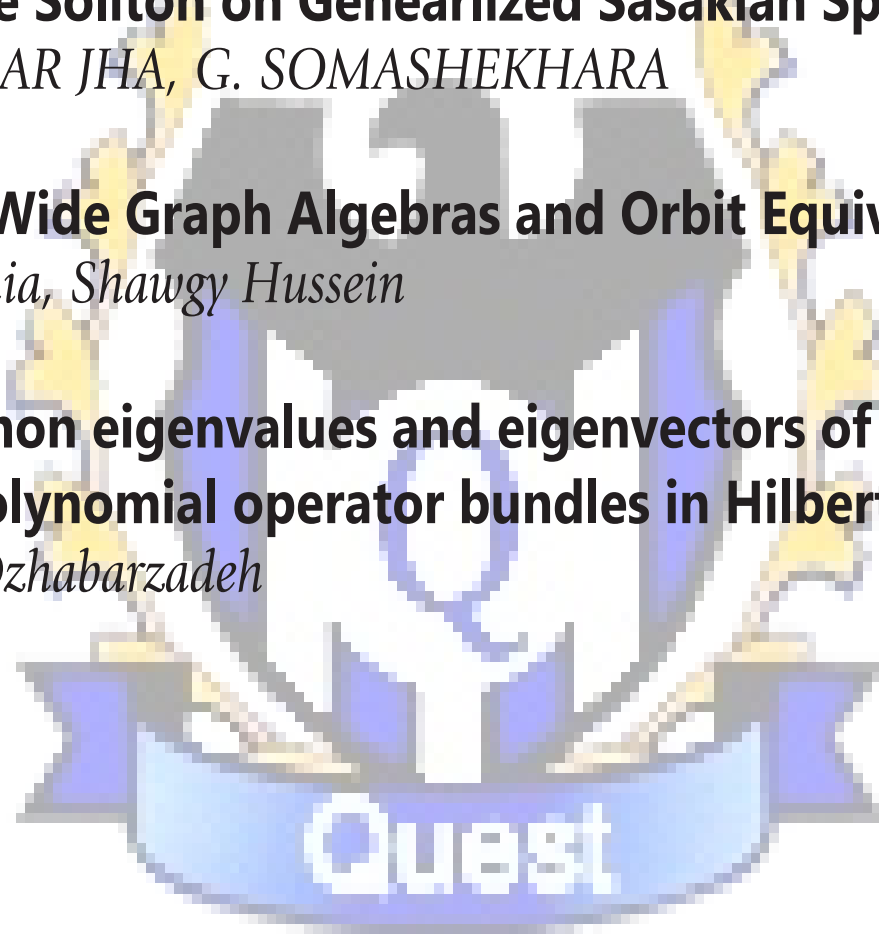 e Soliton on Genearlized Sasakian Sp
AR JHA, G. SOMASHEKHARA
Wide Graph Algebras and Orbit Equiv
ia, Shawgy Hussein
non eigenvalues and eigenvectors of
olynomial operator bundles in Hilbert
Dzhabarzadeh
Q
Quest